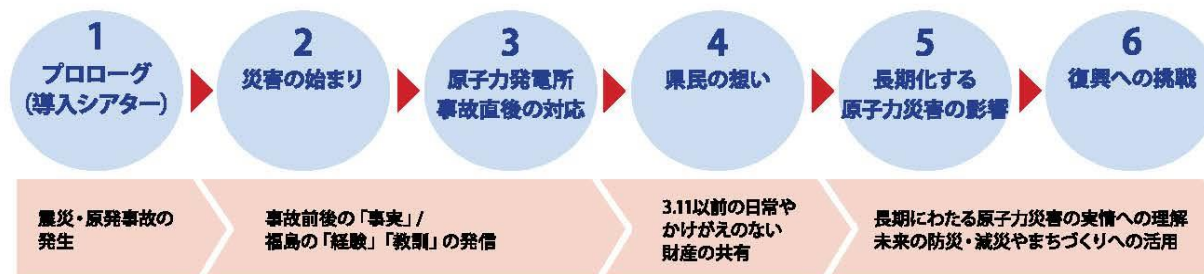 1
プロローグ
(導入シアター)
2
災害の始まり
3
原子力発電所
事故直後の対応
4
県民の想い
5
長期化する
原子力災害の影響
6
復興への挑戦
震災・原発事故の
発生
事故前後の「事実」/
福島の「経験」「教訓」の発信
3.11以前の日常や
かけがえのない
財産の共有
長期にわたる原子力災害の実情への理解
未来の防災・減災やまちづくりへの活用